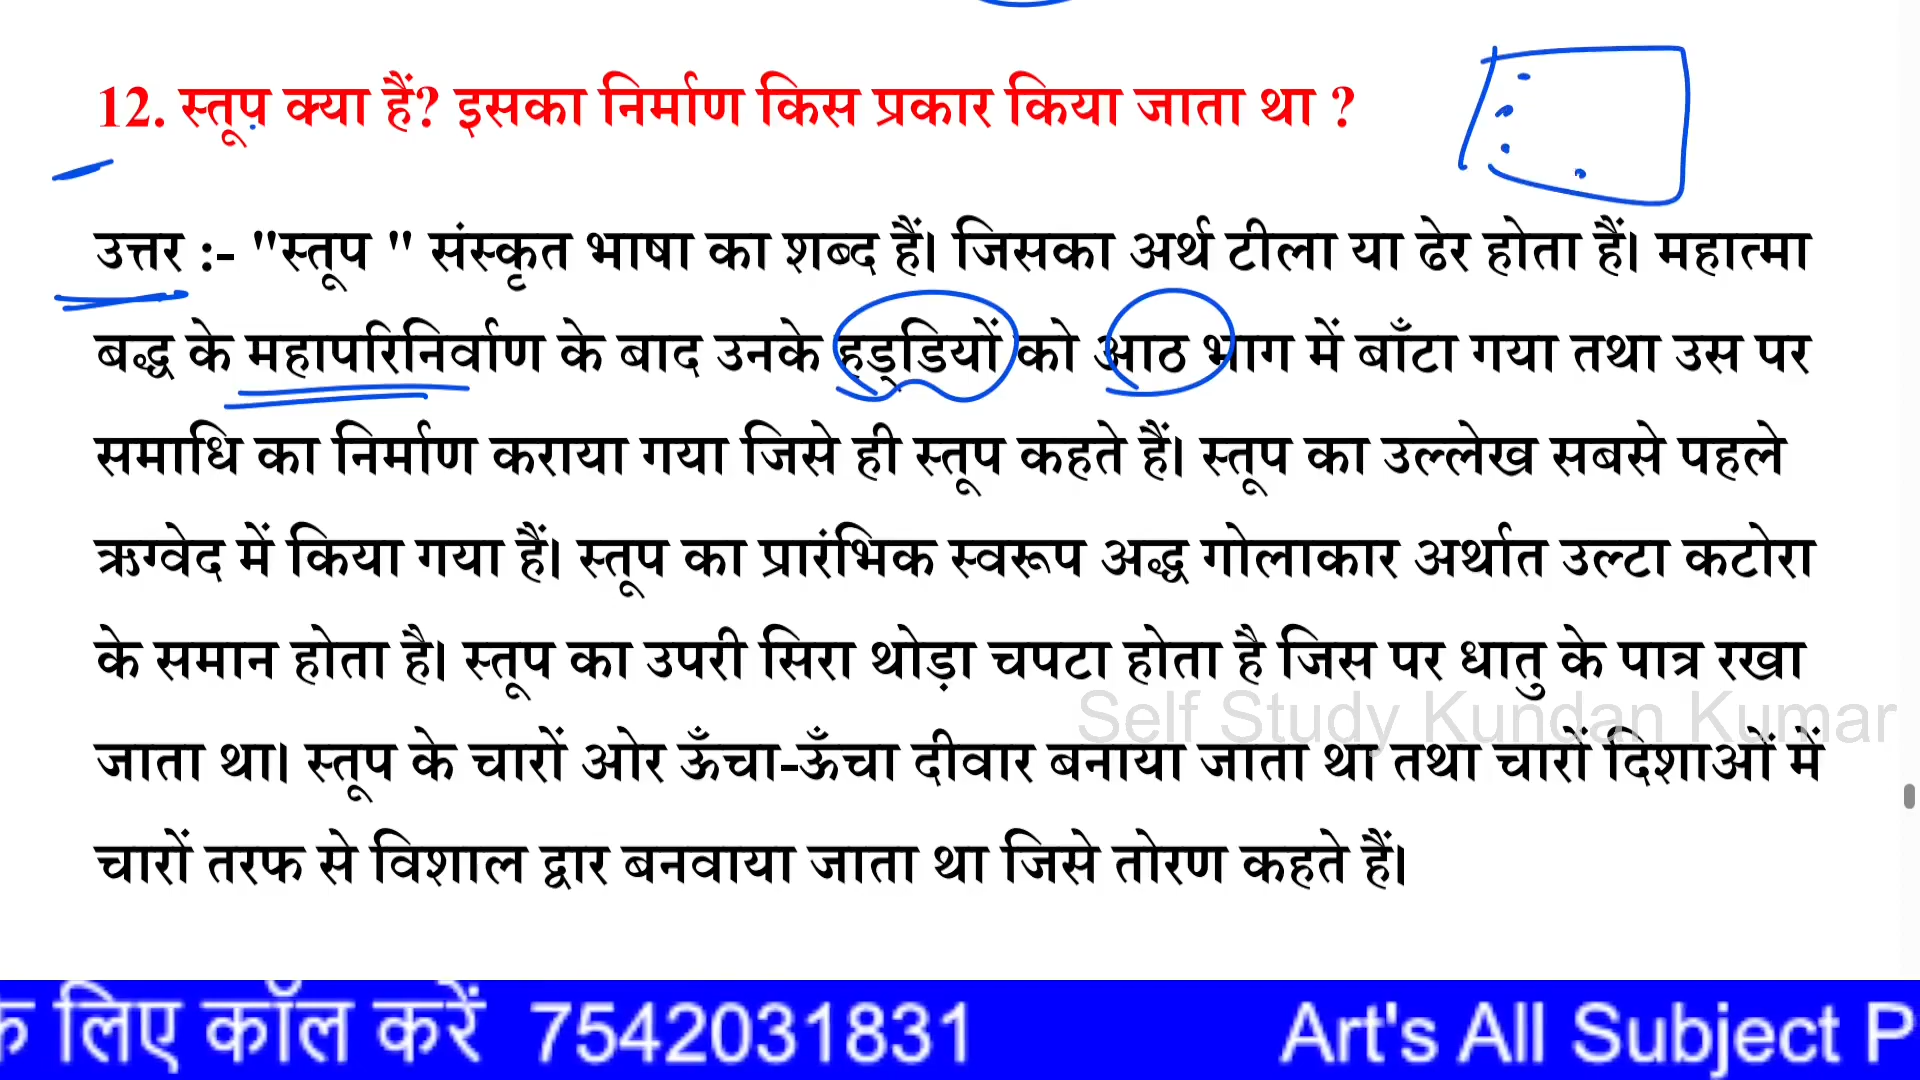 12. स्तूप क्या हैं? इसका निर्माण किस प्रकार किया जाता था ?
उत्तर :- "स्तूप " संस्कृत भाषा का शब्द हैं। जिसका अर्थ टीला या ढेर होता हैं। महात्मा
बद्ध के महापरिनिर्वाण के बाद उनके हड्डियों को आठ भाग में बाँटा गया तथा उस पर
समाधि का निर्माण कराया गया जिसे ही स्तूप कहते हैं। स्तूप का उल्लेख सबसे पहले
ऋग्वेद में किया गया हैं। स्तूप का प्रारंभिक स्वरूप अद्ध गोलाकार अर्थात उल्टा कटोरा
के समान होता है। स्तूप का उपरी सिरा थोड़ा चपटा होता है जिस पर धातु के पात्र रखा
Self Study Kundan Kumar
जाता था। स्तूप के चारों ओर ऊँचा-ऊँचा दीवार बनाया जाता था तथा चारों दिशाओं में
चारों तरफ से विशाल द्वार बनवाया जाता था जिसे तोरण कहते हैं।
के लिए कॉल करें 7542031831 Art's All Subject P